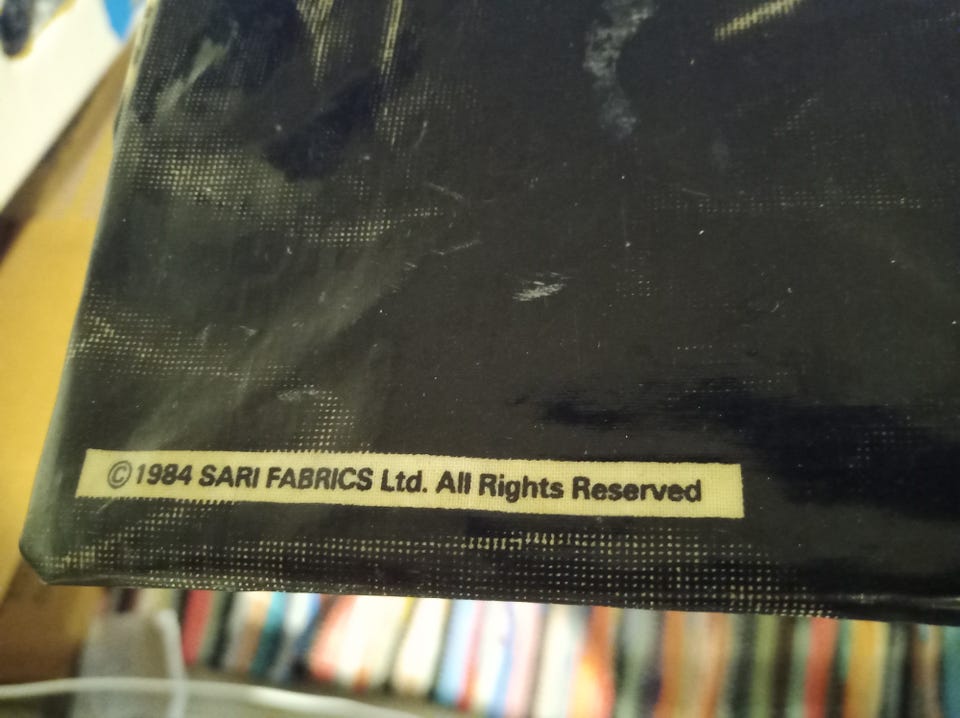 ©1984 SARI FABRICS Ltd. All Rights Reserved